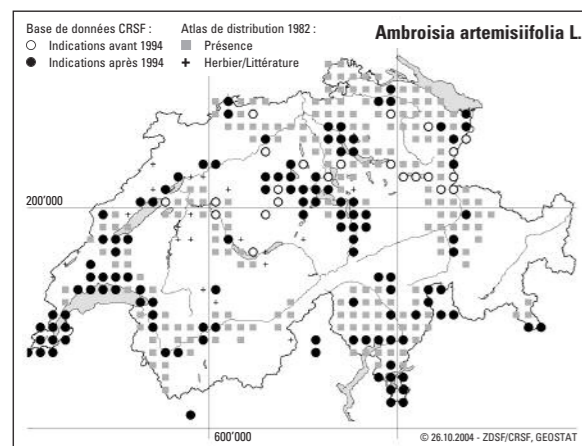 Base de données CRSF :
Indications avant 1994
Indications après 1994
Atlas de distribution 1982 :
Présence
Herbier/Littérature
Ambroisia artemisiifolia L.
200'000
600'000
© 26.10.2004 - ZDSF/CRSF, GEOSTAT